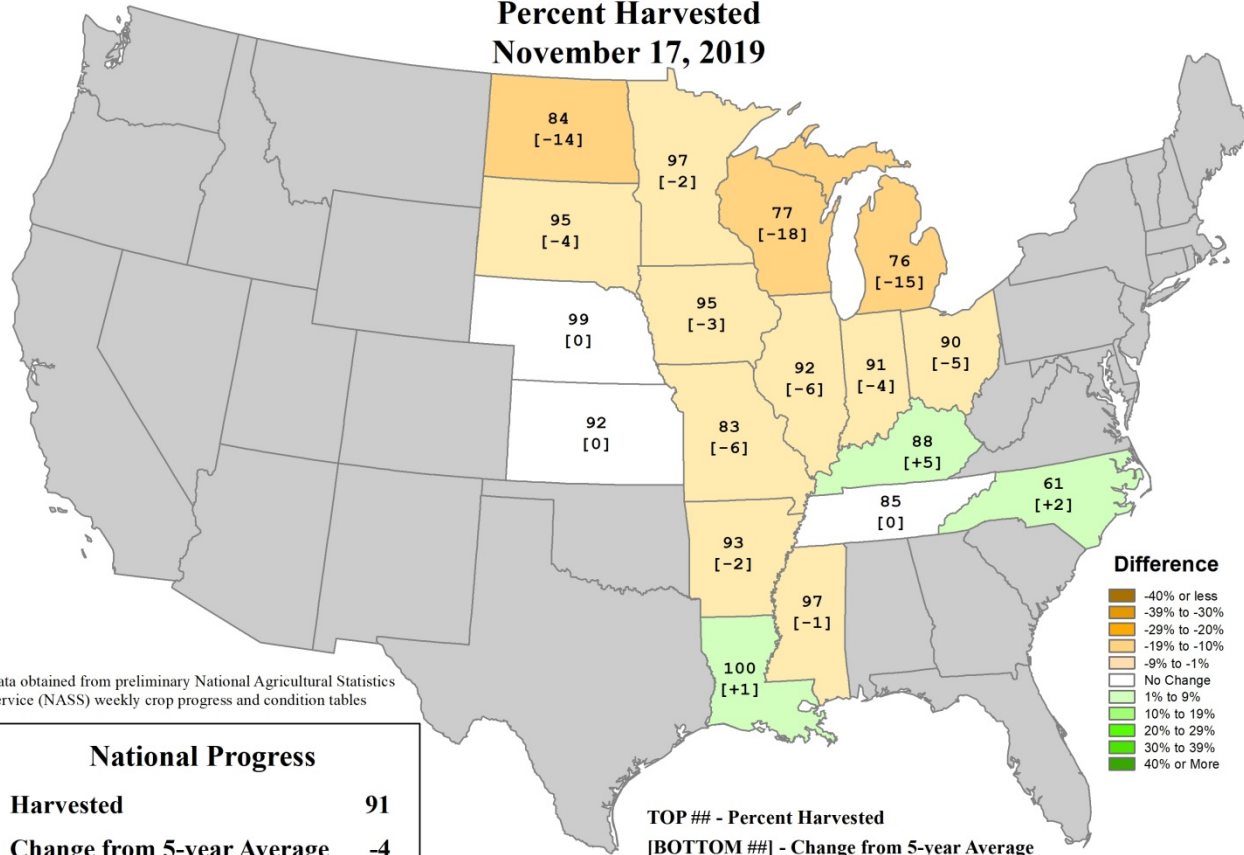 Percent Harvested
November 17, 2019
84
[-14]
97
[-2]
77
[-18]
76
[-15]
95
[-4]
95
[-3]
99
[0]
92
[-6]
91
[-4]
90
[-5]
92
[0]
83
[-6]
88
[+5]
85
[0]
61
[+2]
93
[-2]
97
[-1]
100
[+1]
Difference
-40% or less
-39% to -30%
-29% to -20%
-19% to -10%
-9% to -1%
No Change
1% to 9%
10% to 19%
20% to 29%
30% to 39%
40% or More
ata obtained from preliminary National Agricultural Statistics
ervice (NASS) weekly crop progress and condition tables
National Progress
Harvested 91
Change from 5-year Average -4
TOP ## - Percent Harvested
[BOTTOM ##] - Change from 5-year Average